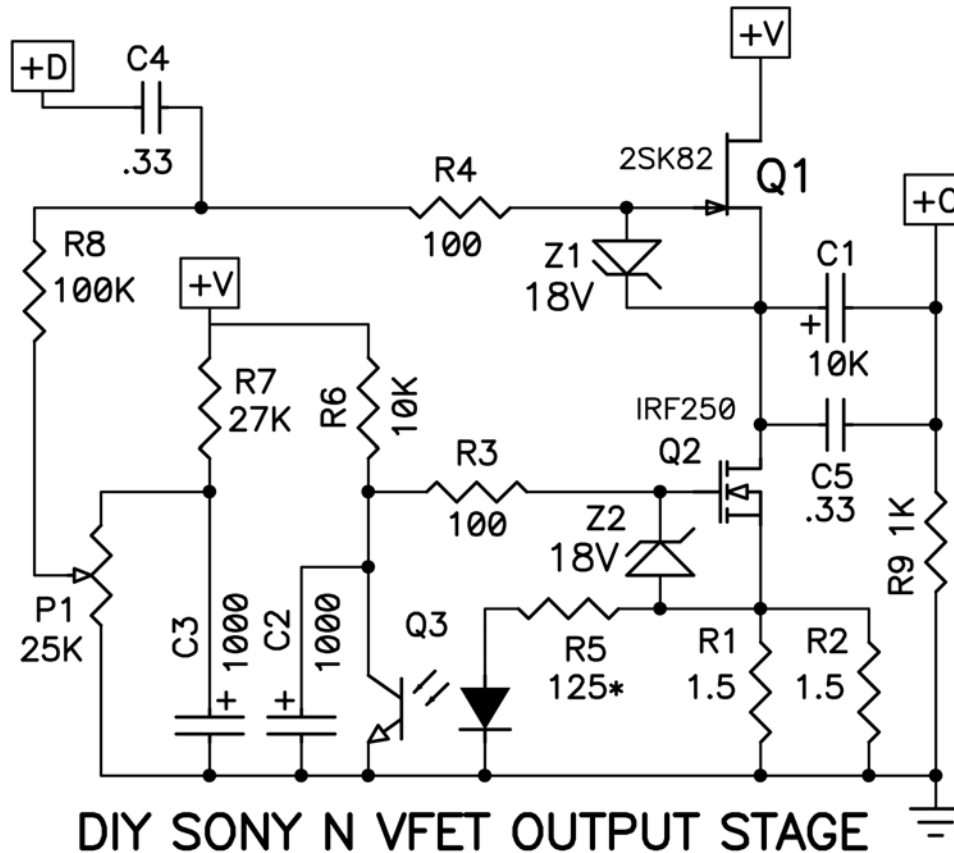 +V
+D
C4
.33
2SK82
Q1
R4
100
R8
100K
Z1
18V
C1
+
10K
+V
R7
27K
R6
10K
IRF250
Q2
C5
.33
R3
100
Z2
18V
R9 1K
P1
25K
C3
1000
+
C2
1000
+
Q3
R5
125*
R1
1.5
R2
1.5
DIY SONY N VFET OUTPUT STAGE